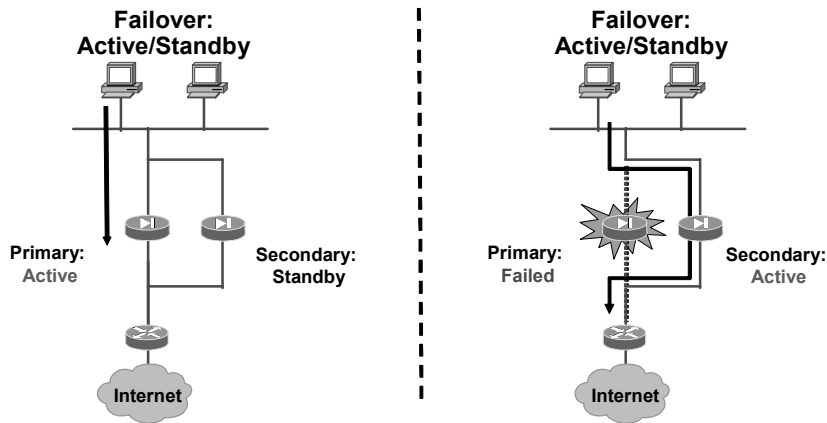 Failover:
Active/Standby
Primary:
Active
Secondary:
Standby
Internet
Failover:
Active/Standby
Primary:
Failed
Secondary:
Active
Internet